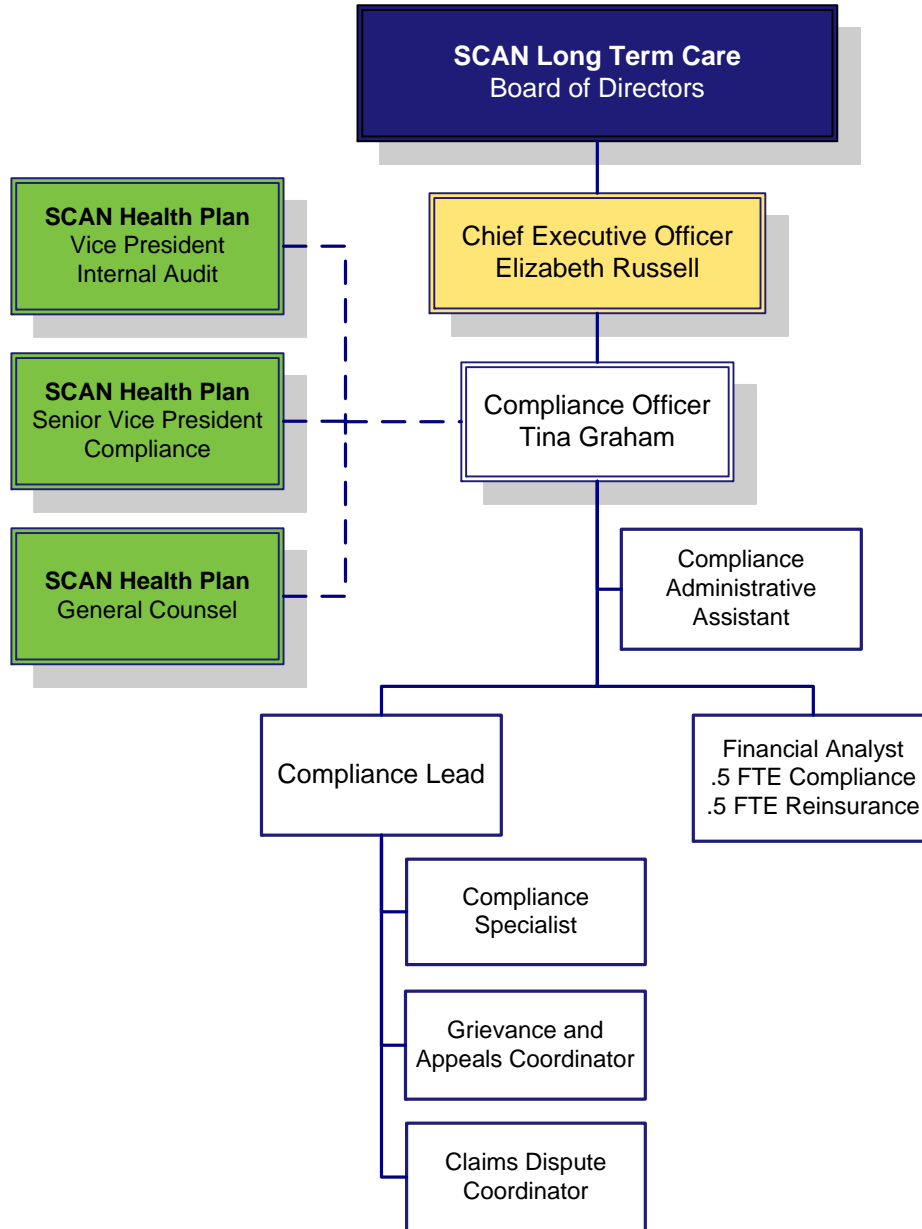 SCAN Long Term Care
Board of Directors
Chief Executive Officer
Elizabeth Russell
SCAN Health Plan
Vice President
Internal Audit
SCAN Health Plan
Senior Vice President
Compliance
Compliance Officer
Tina Graham
SCAN Health Plan
General Counsel
Compliance
Administrative
Assistant
Compliance Lead
Financial Analyst
.5 FTE Compliance
.5 FTE Reinsurance
Compliance
Specialist
Grievance and
Appeals Coordinator
Claims Dispute
Coordinator